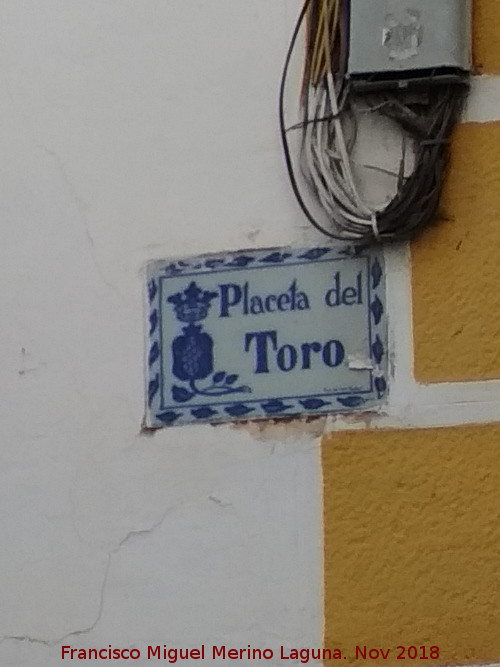 Placeta del
Toro
Francisco Miguel Merino Laguna. Nov 2018